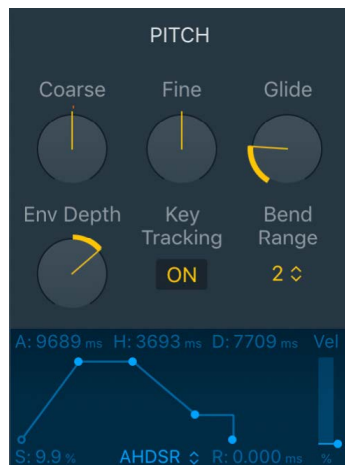 PITCH
Coarse Fine Glide
Env Depth Key Tracking Bend Range
ON 2
A: 9689 ms H: 3693 ms D: 7709 ms Vel
S: 9.9 % AHDSR R: 0.000 ms %